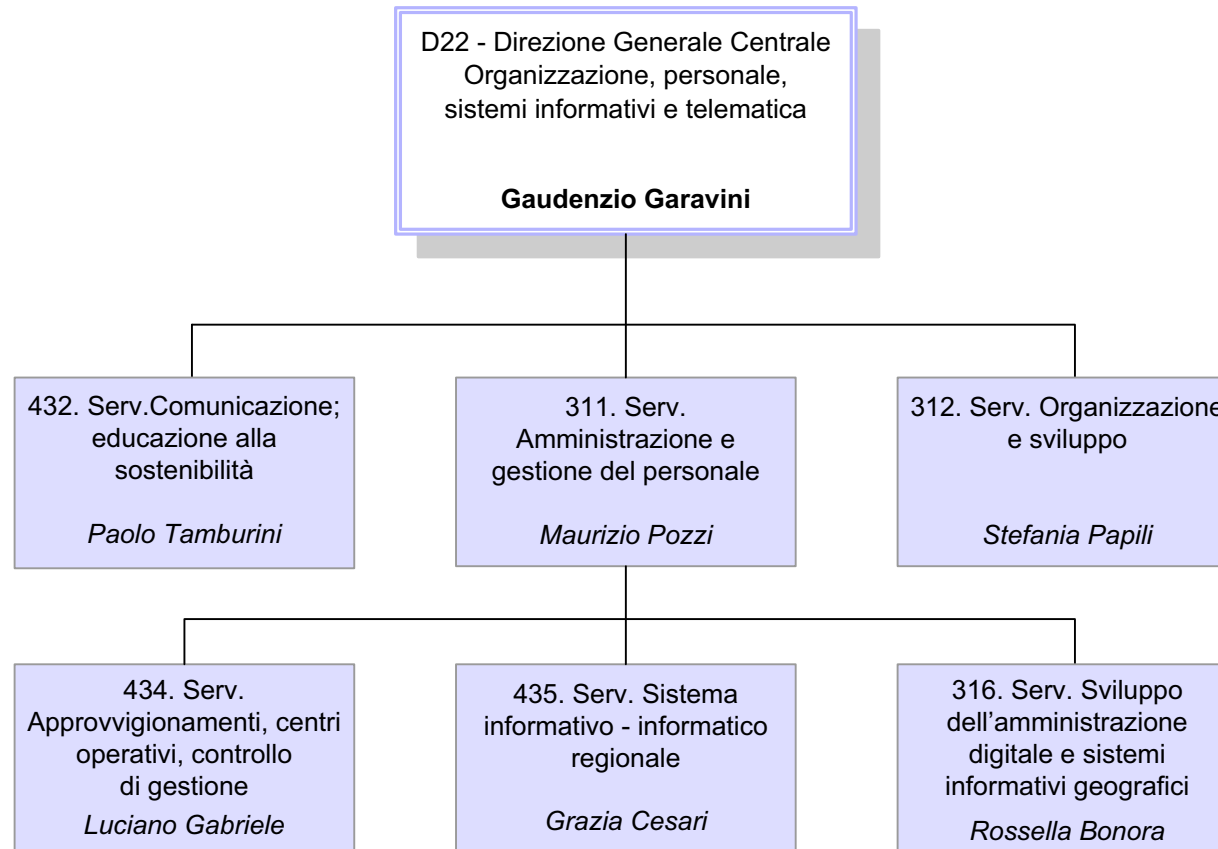 D22 - Direzione Generale Centrale
Organizzazione, personale,
sistemi informativi e telematica
Gaudenzio Garavini
432. Serv.Comunicazione;
educazione alla
sostenibilità
Paolo Tamburini
311. Serv.
Amministrazione e
gestione del personale
Maurizio Pozzi
312. Serv. Organizzazione
e sviluppo
Stefania Papili
434. Serv.
Approvvigionamenti, centri
operativi, controllo
di gestione
Luciano Gabriele
435. Serv. Sistema
informativo - informatico
regionale
Grazia Cesari
316. Serv. Sviluppo
dell’amministrazione
digitale e sistemi
informativi geografici
Rossella Bonora